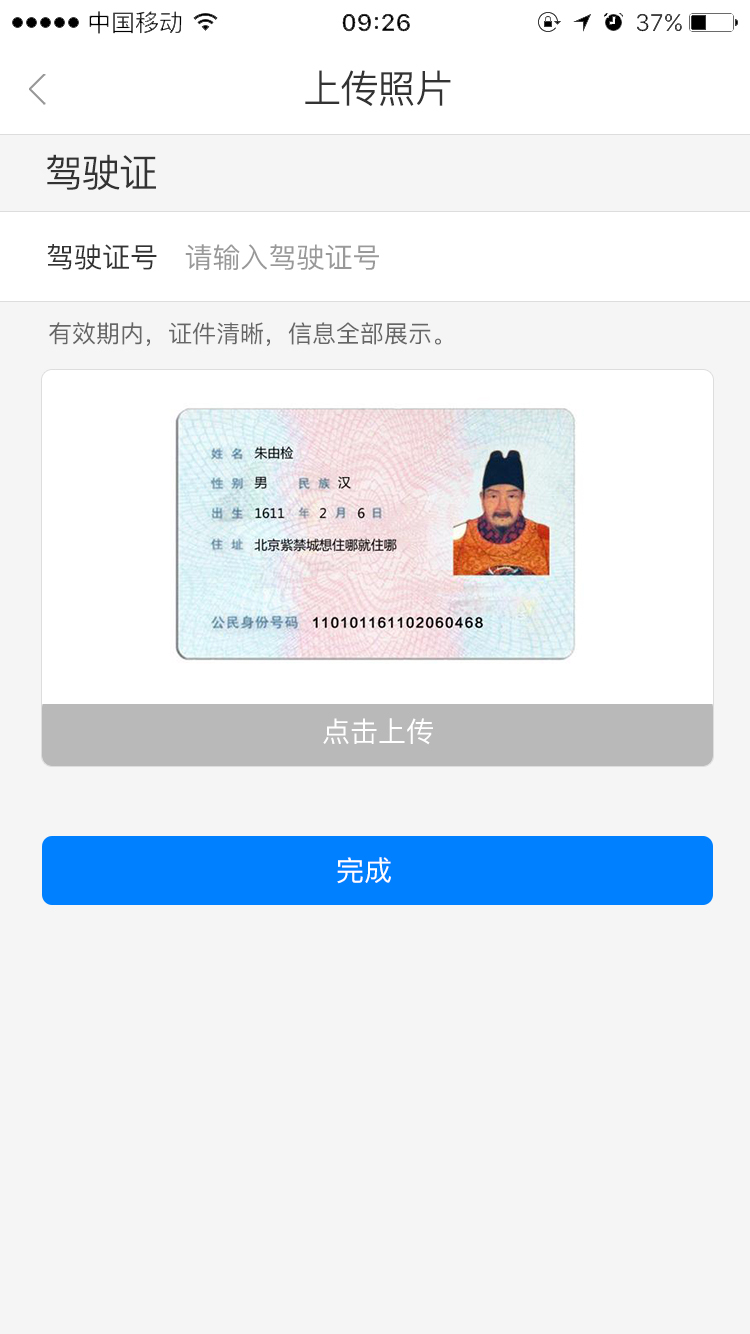 中国移动 09:26 37%
上传照片
驾驶证
驾驶证号 请输入驾驶证号
有效期内，证件清晰，信息全部展示。
姓名 朱由检
性别 男 民族 汉
出生 1611 年 2 月 6 日
住址 北京紫禁城想住哪就住哪
公民身份号码 110101161102060468
点击上传
完成